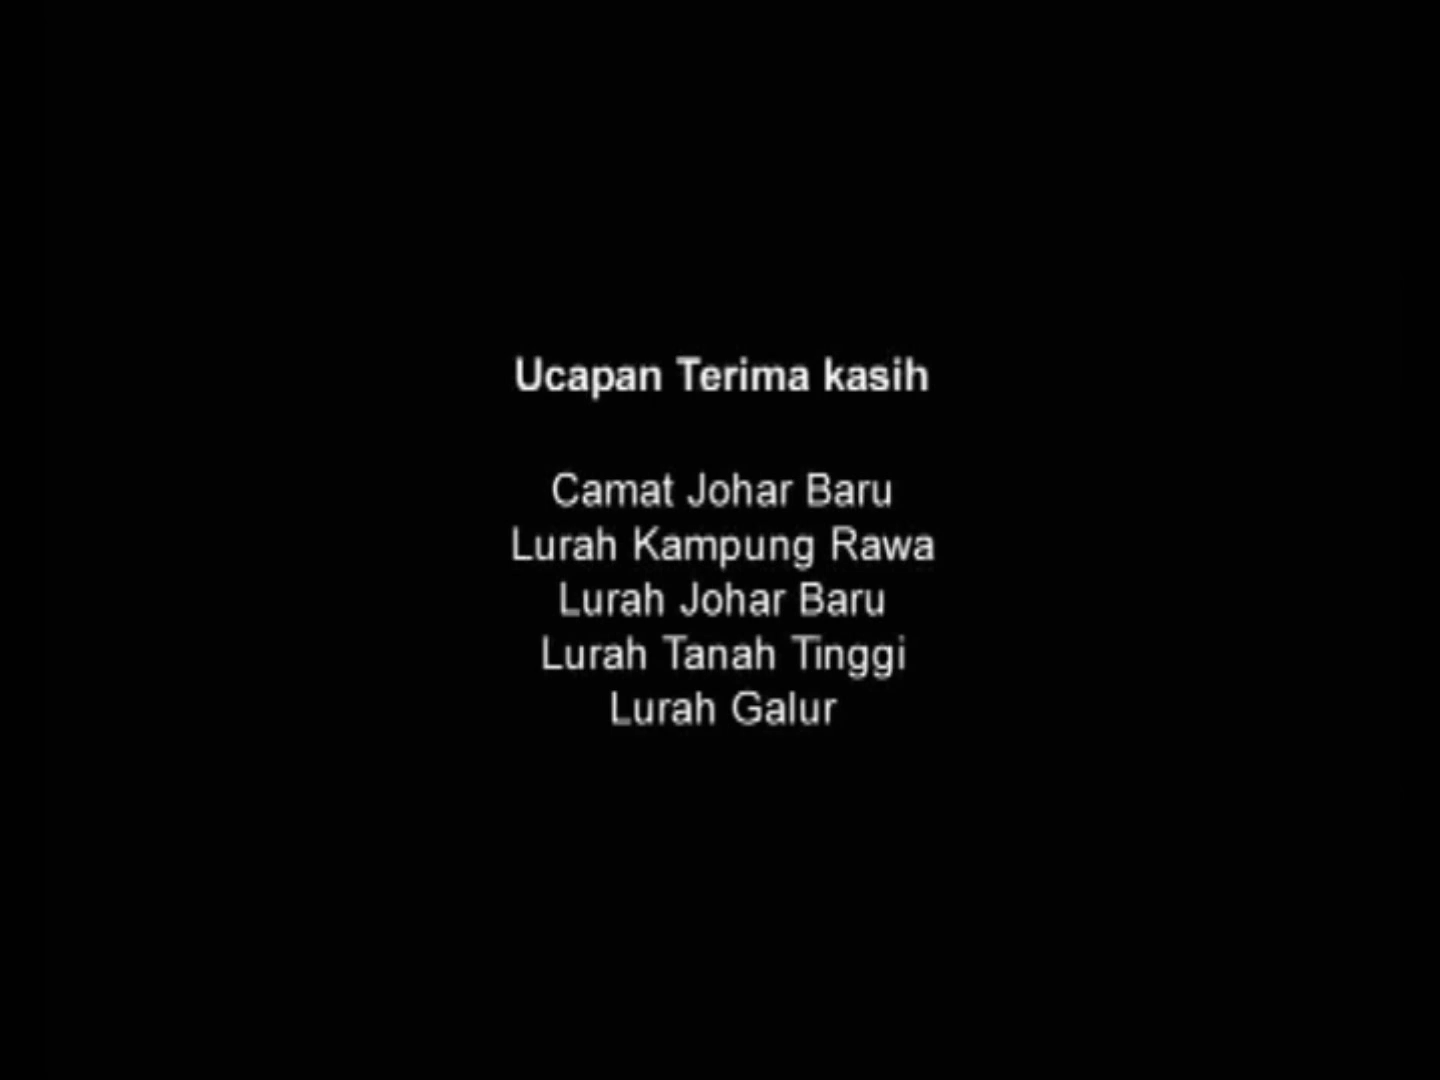 Ucapan Terima kasih
Camat Johar Baru
Lurah Kampung Rawa
Lurah Johar Baru
Lurah Tanah Tinggi
Lurah Galur